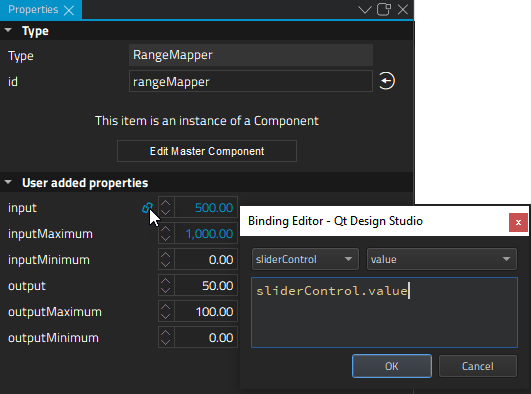 Properties
Type
Type RangeMapper
id rangeMapper
This item is an instance of a Component
Edit Master Component
User added properties
input 500.00
inputMaximum 1,000.00
inputMinimum 0.00
output 50.00
outputMaximum 100.00
outputMinimum 0.00
Binding Editor - Qt Design Studio
sliderControl value
sliderControl.value
OK Cancel